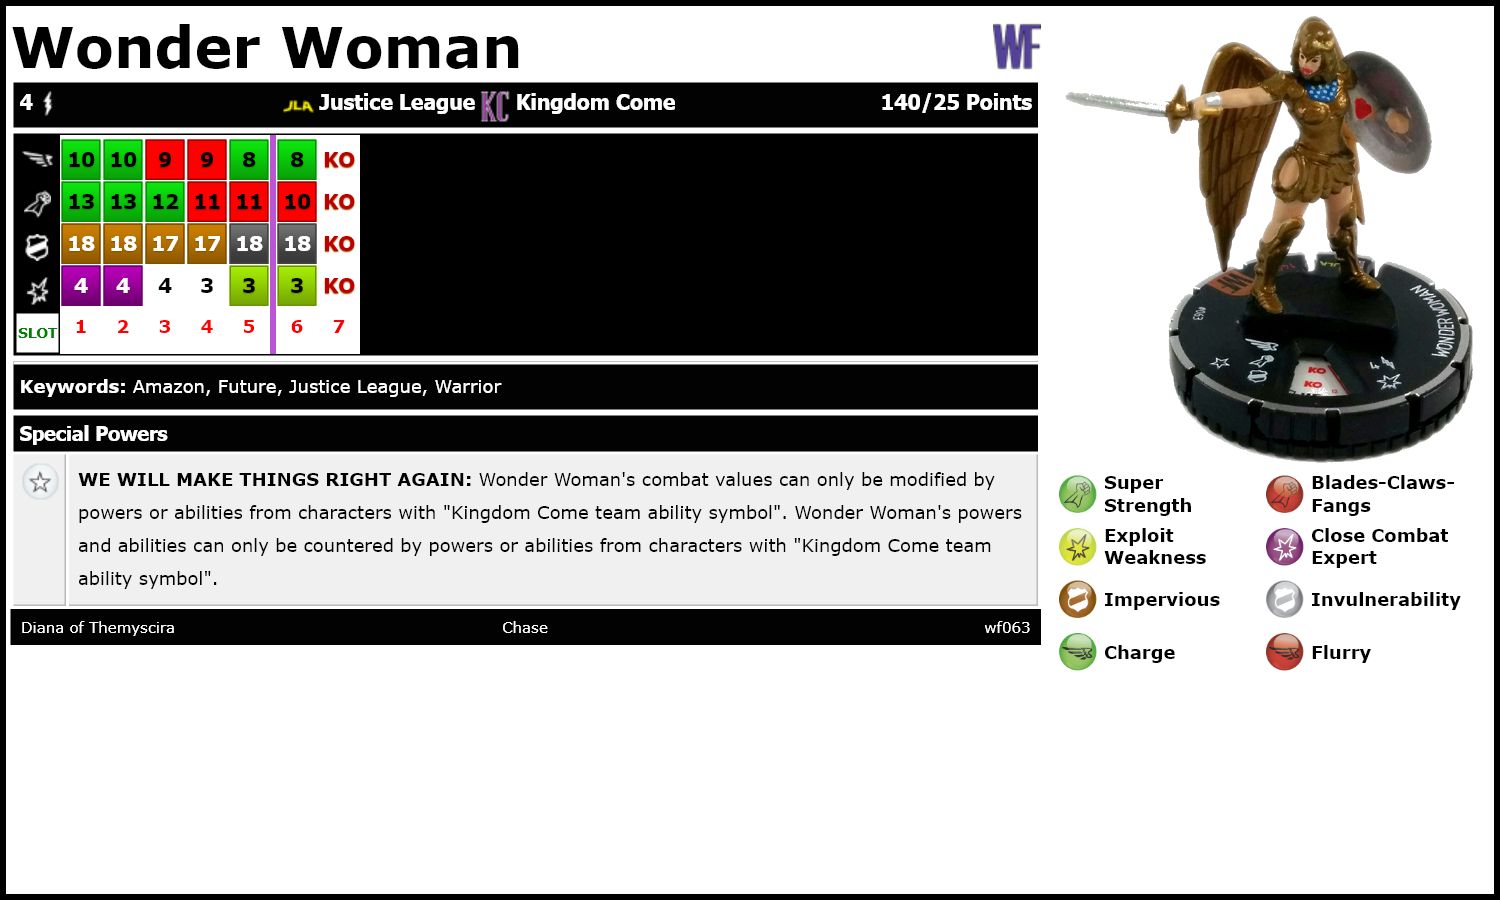 Wonder Woman
WF
4 JLA Justice League KC Kingdom Come 140/25 Points
10 10 9 9 8 8 KO
13 13 12 11 11 10 KO
18 18 17 17 18 18 KO
4 4 4 3 3 3 KO
SLOT 1 2 3 4 5 6 7
Keywords: Amazon, Future, Justice League, Warrior
Special Powers
WE WILL MAKE THINGS RIGHT AGAIN: Wonder Woman's combat values can only be modified by
powers or abilities from characters with "Kingdom Come team ability symbol". Wonder Woman's powers
and abilities can only be countered by powers or abilities from characters with "Kingdom Come team
ability symbol".
Diana of Themyscira Chase wf063
WF
JLA
#063
WONDER WOMAN
4
KO
KO
Super
Strength
Blades-Claws-
Fangs
Exploit
Weakness
Close Combat
Expert
Impervious
Invulnerability
Charge
Flurry